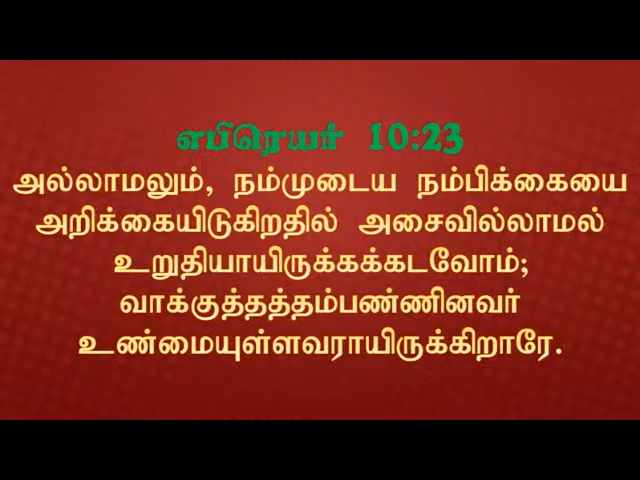 எபிரெயர் 10:23
அல்லாமலும், நம்முடைய நம்பிக்கையை
அறிக்கையிடுகிறதில் அசைவில்லாமல்
உறுதியாயிருக்கக்கடவோம்;
வாக்குத்தத்தம்பண்ணினவர்
உண்மையுள்ளவராயிருக்கிறாரே.